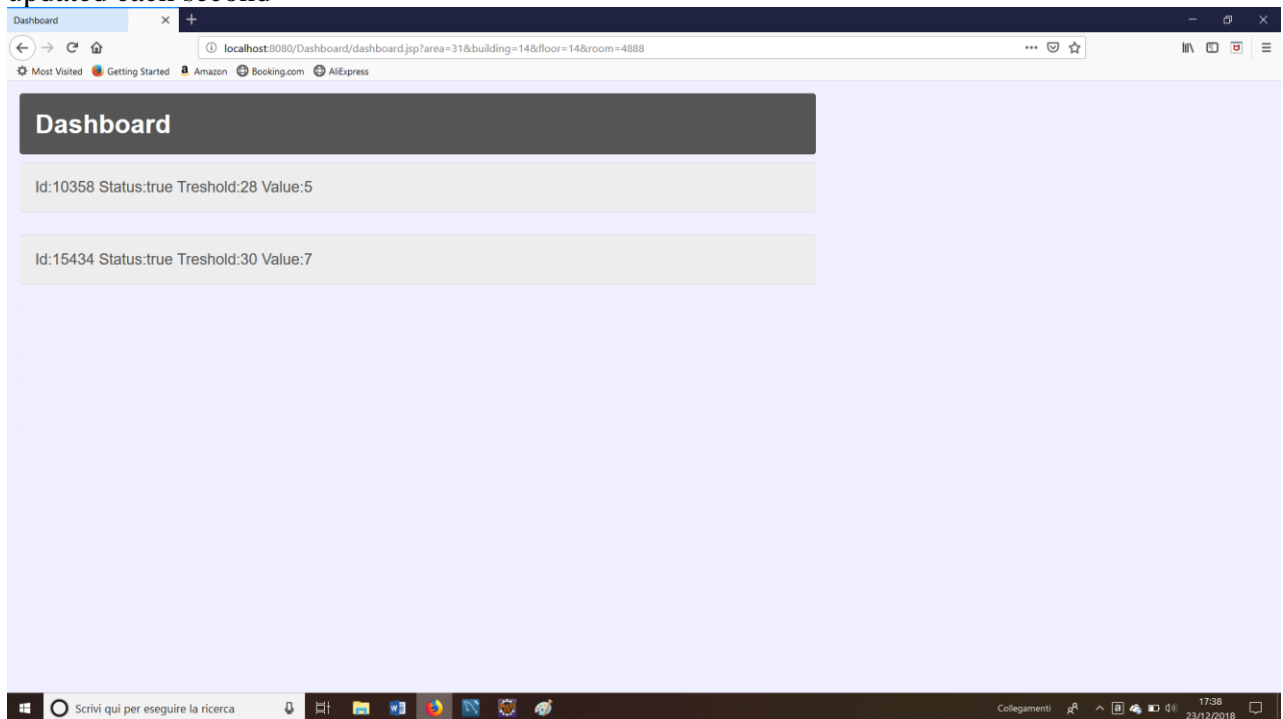 updated each second
Dashboard
localhost:8080/Dashboard/dashboard.jsp?area=31&building=14&floor=14&room=4888
Most Visited Getting Started Amazon Booking.com AliExpress
Dashboard
Id:10358 Status:true Treshold:28 Value:5
Id:15434 Status:true Treshold:30 Value:7
Scrivi qui per eseguire la ricerca
Collegamenti
17:38
23/12/2018